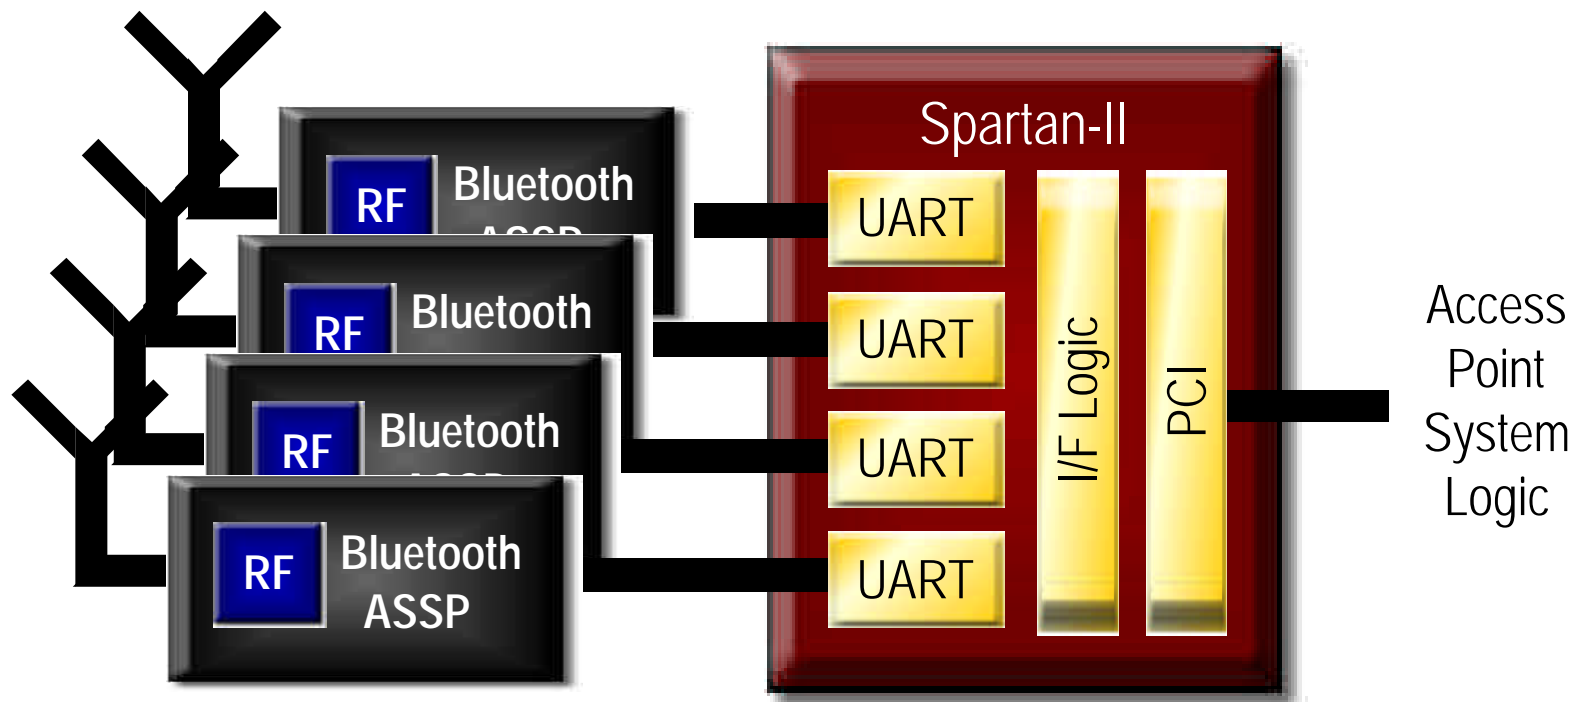 Spartan-II
RF
Bluetooth
ASSP
RF
Bluetooth
RF
Bluetooth
RF
Bluetooth
ASSP
UART
UART
UART
UART
I/F Logic
PCI
Access
Point
System
Logic